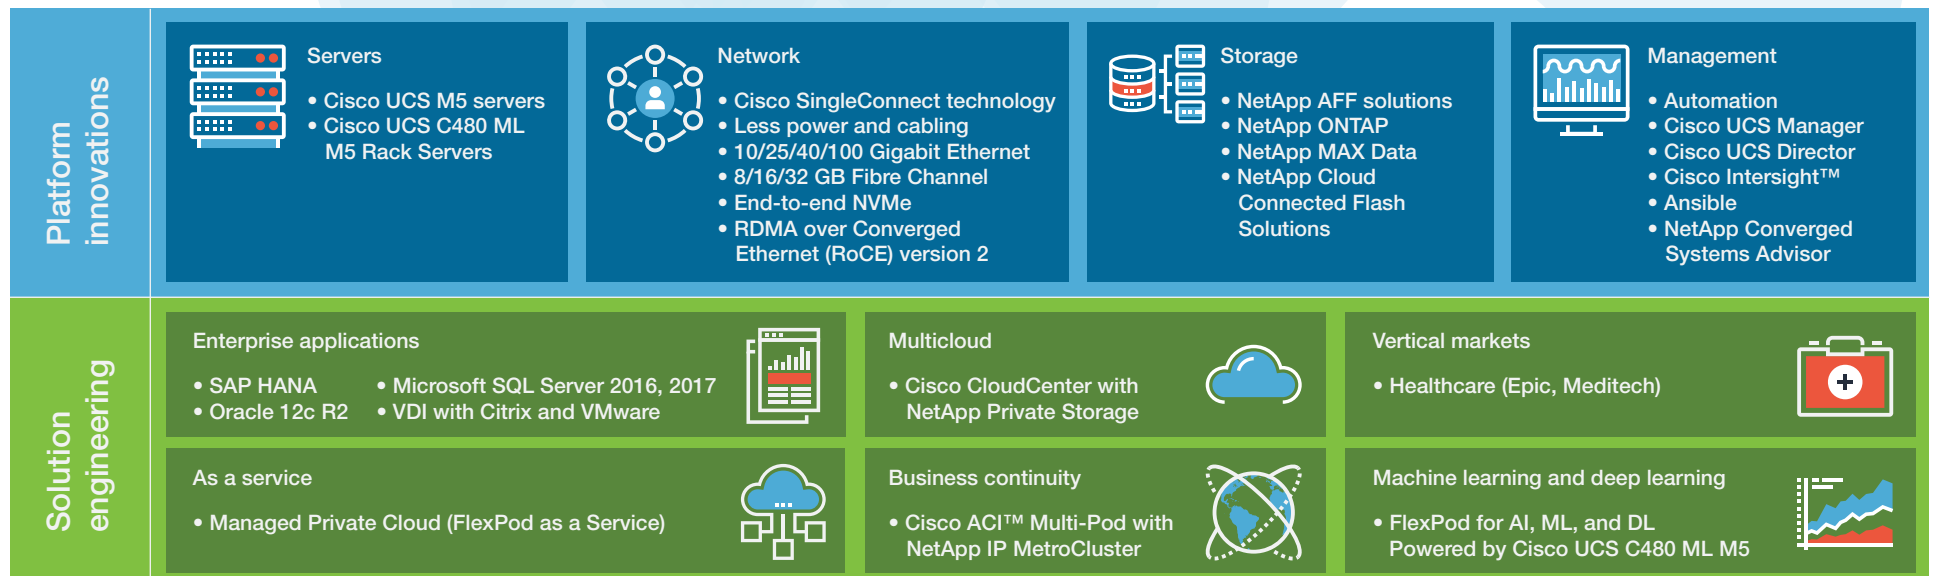 Platform
innovations
Servers
• Cisco UCS M5 servers
• Cisco UCS C480 ML
M5 Rack Servers
Network
• Cisco SingleConnect technology
• Less power and cabling
• 10/25/40/100 Gigabit Ethernet
• 8/16/32 GB Fibre Channel
• End-to-end NVMe
• RDMA over Converged
Ethernet (RoCE) version 2
Storage
• NetApp AFF solutions
• NetApp ONTAP
• NetApp MAX Data
• NetApp Cloud
Connected Flash
Solutions
Management
• Automation
• Cisco UCS Manager
• Cisco UCS Director
• Cisco Intersight™
• Ansible
• NetApp Converged
Systems Advisor
Solution
engineering
Enterprise applications
• SAP HANA
• Oracle 12c R2
• Microsoft SQL Server 2016, 2017
• VDI with Citrix and VMware
Multicloud
• Cisco CloudCenter with
NetApp Private Storage
Vertical markets
• Healthcare (Epic, Meditech)
As a service
• Managed Private Cloud (FlexPod as a Service)
Business continuity
• Cisco ACI™ Multi-Pod with
NetApp IP MetroCluster
Machine learning and deep learning
• FlexPod for AI, ML, and DL
Powered by Cisco UCS C480 ML M5